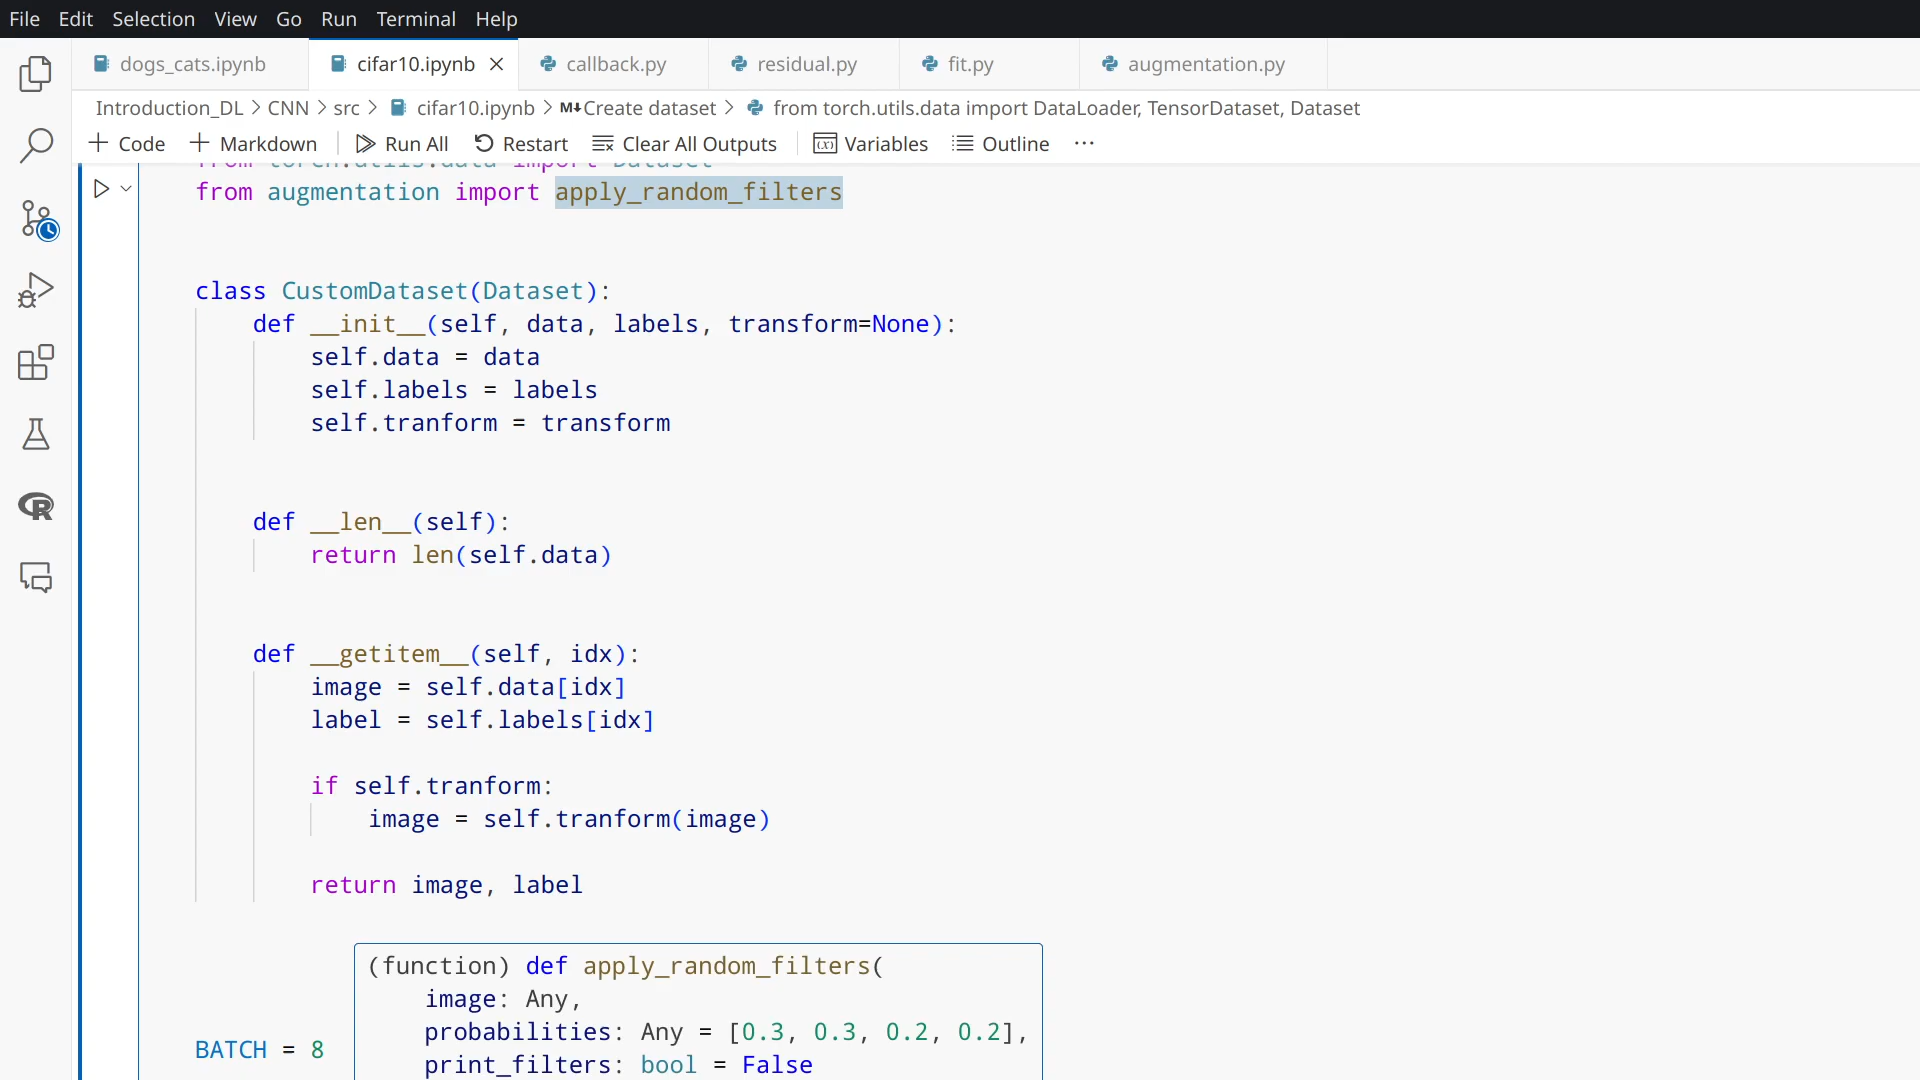 File Edit Selection View Go Run Terminal Help
dogs_cats.ipynb cifar10.ipynb callback.py residual.py fit.py augmentation.py
Introduction_DL > CNN > src > cifar10.ipynb > M↓Create dataset > from torch.utils.data import DataLoader, TensorDataset, Dataset
+ Code + Markdown Run All Restart Clear All Outputs (x) Variables Outline ...
from torch.utils.data import Dataset
from augmentation import apply_random_filters
class CustomDataset(Dataset):
def __init__(self, data, labels, transform=None):
self.data = data
self.labels = labels
self.tranform = transform
def __len__(self):
return len(self.data)
def __getitem__(self, idx):
image = self.data[idx]
label = self.labels[idx]
if self.tranform:
image = self.tranform(image)
return image, label
(function) def apply_random_filters(
image: Any,
probabilities: Any = [0.3, 0.3, 0.2, 0.2],
BATCH = 8
print_filters: bool = False